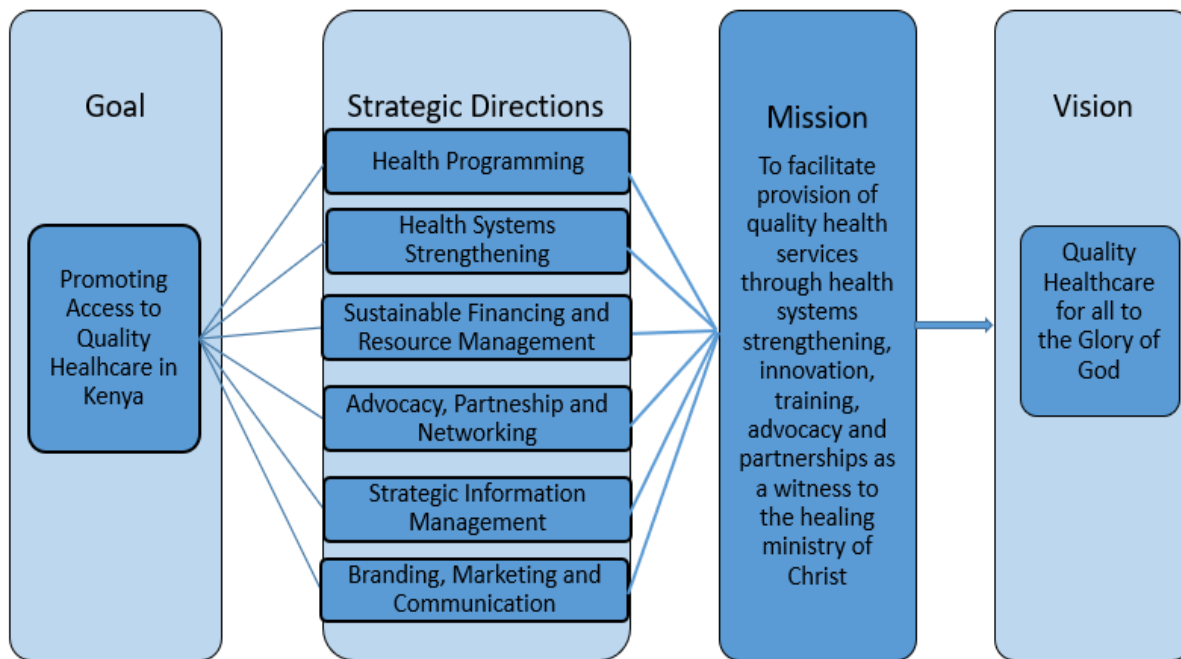 Goal
Promoting
Access to
Quality
Healhcare in
Kenya
Strategic Directions
Health Programming
Health Systems
Strengthening
Sustainable Financing and
Resource Management
Advocacy, Partneship and
Networking
Strategic Information
Management
Branding, Marketing and
Communication
Mission
To facilitate
provision of
quality health
services
through health
systems
strengthening,
innovation,
training,
advocacy and
partnerships as
a witness to
the healing
ministry of
Christ
Vision
Quality
Healthcare
for all to
the Glory of
God